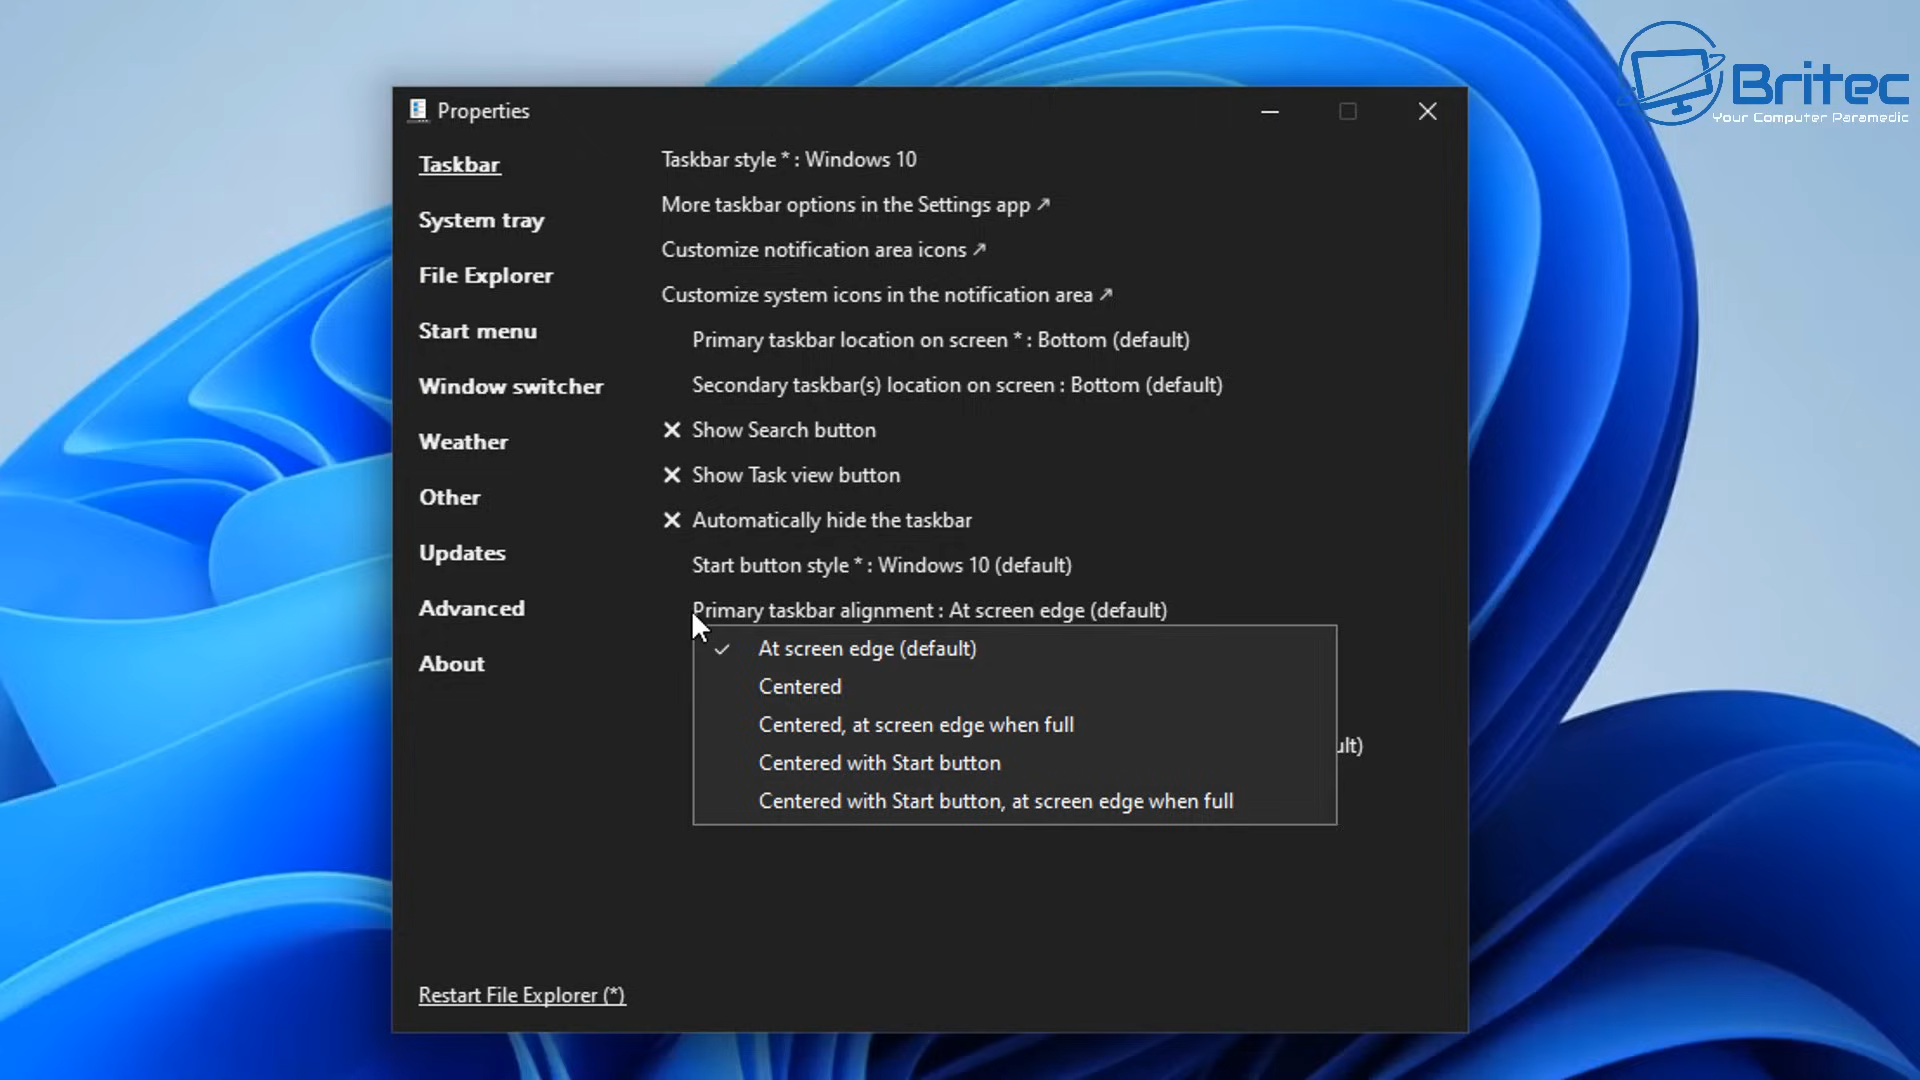 Britec
Your Computer Paramedic
Properties
Taskbar
System tray
File Explorer
Start menu
Window switcher
Weather
Other
Updates
Advanced
About
Taskbar style * : Windows 10
More taskbar options in the Settings app ↗
Customize notification area icons ↗
Customize system icons in the notification area ↗
Primary taskbar location on screen * : Bottom (default)
Secondary taskbar(s) location on screen : Bottom (default)
Show Search button
Show Task view button
Automatically hide the taskbar
Start button style * : Windows 10 (default)
Primary taskbar alignment : At screen edge (default)
At screen edge (default)
Centered
Centered, at screen edge when full
Centered with Start button
Centered with Start button, at screen edge when full
Restart File Explorer (*)